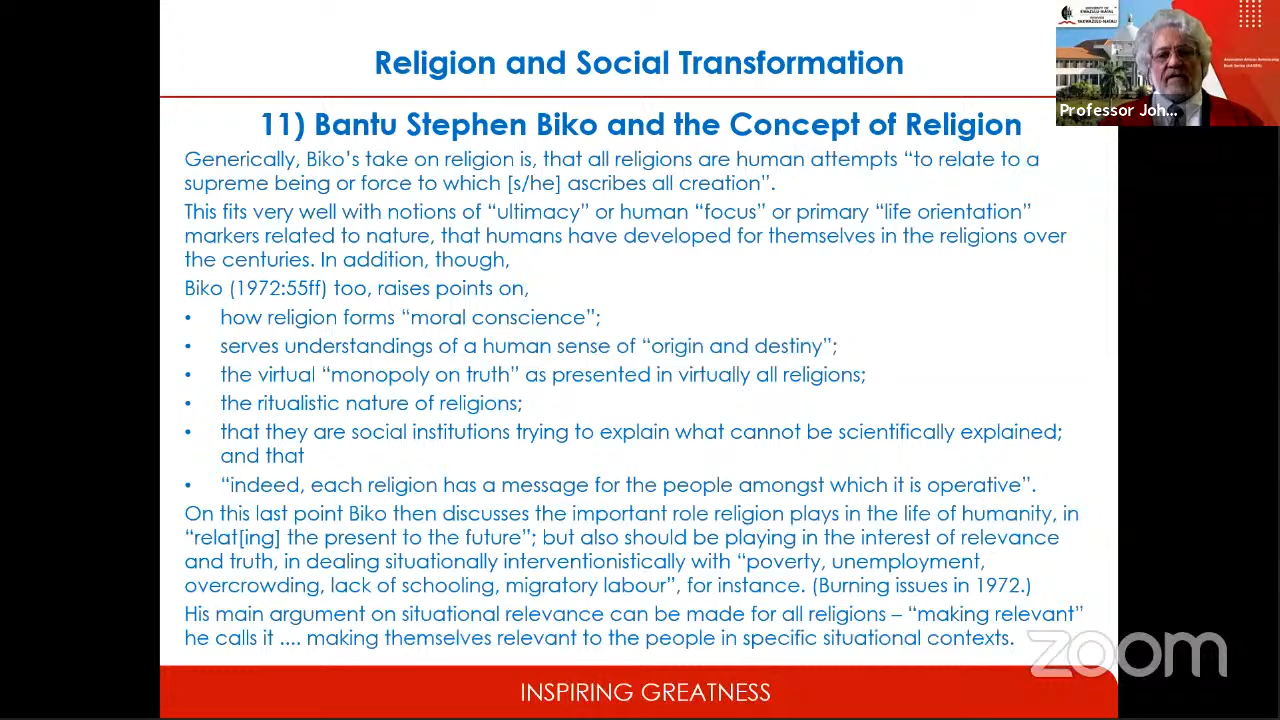 Religion and Social Transformation
UNIVERSITY OF
KWAZULU-NATAL
INYUVESI
YAKWAZULU-NATALI
Professor Joh...
11) Bantu Stephen Biko and the Concept of Religion
Generically, Biko's take on religion is, that all religions are human attempts “to relate to a
supreme being or force to which [s/he] ascribes all creation”.
This fits very well with notions of “ultimacy” or human “focus” or primary “life orientation”
markers related to nature, that humans have developed for themselves in the religions over
the centuries. In addition, though,
Biko (1972:55ff) too, raises points on,
• how religion forms “moral conscience”;
• serves understandings of a human sense of “origin and destiny”;
• the virtual “monopoly on truth” as presented in virtually all religions;
• the ritualistic nature of religions;
• that they are social institutions trying to explain what cannot be scientifically explained;
and that
• “indeed, each religion has a message for the people amongst which it is operative”.
On this last point Biko then discusses the important role religion plays in the life of humanity, in
“relat[ing] the present to the future”; but also should be playing in the interest of relevance
and truth, in dealing situationally interventionistically with “poverty, unemployment,
overcrowding, lack of schooling, migratory labour”, for instance. (Burning issues in 1972.)
His main argument on situational relevance can be made for all religions – “making relevant”
he calls it .... making themselves relevant to the people in specific situational contexts.
zoom
INSPIRING GREATNESS